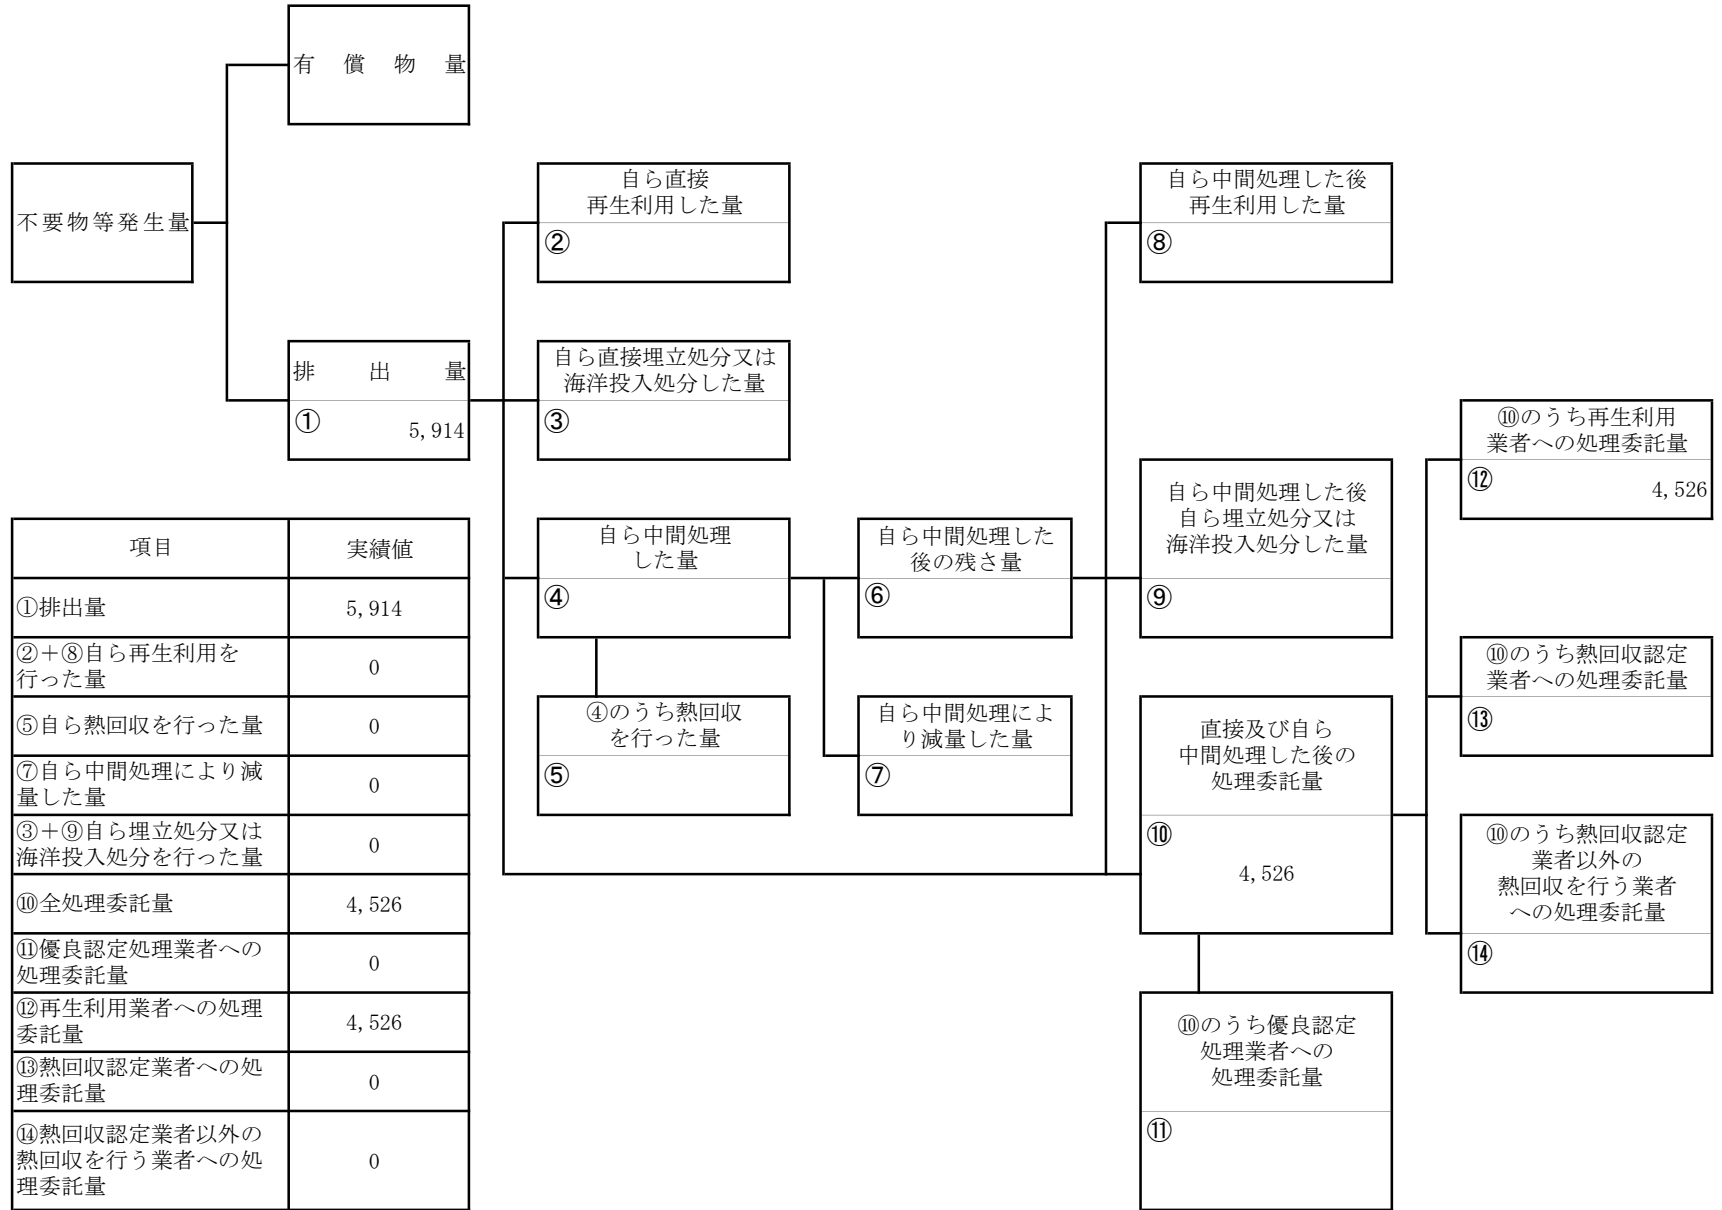 有償物量
不要物等発生量
排出量
①
5,914
自ら直接
再生利用した量
②
自ら直接埋立処分又は
海洋投入処分した量
③
自ら中間処理
した量
④
④のうち熱回収
を行った量
⑤
自ら中間処理した
後の残さ量
⑥
自ら中間処理によ
り減量した量
⑦
自ら中間処理した後
再生利用した量
⑧
自ら中間処理した後
自ら埋立処分又は
海洋投入処分した量
⑨
直接及び自ら
中間処理した後の
処理委託量
⑩
4,526
⑩のうち優良認定
処理業者への
処理委託量
⑪
⑩のうち再生利用
業者への処理委託量
⑫
4,526
⑩のうち熱回収認定
業者への処理委託量
⑬
⑩のうち熱回収認定
業者以外の
熱回収を行う業者
への処理委託量
⑭
項目 実績値
①排出量 5,914
②＋⑧自ら再生利用を
行った量 0
⑤自ら熱回収を行った量 0
⑦自ら中間処理により減
量した量 0
③＋⑨自ら埋立処分又は
海洋投入処分を行った量 0
⑩全処理委託量 4,526
⑪優良認定処理業者への
処理委託量 0
⑫再生利用業者への処理
委託量 4,526
⑬熱回収認定業者への処
理委託量 0
⑭熱回収認定業者以外の
熱回収を行う業者への処
理委託量 0